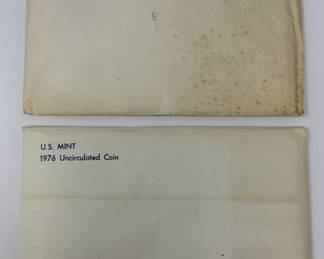 U.S. MINT
1976 Uncirculated Coin